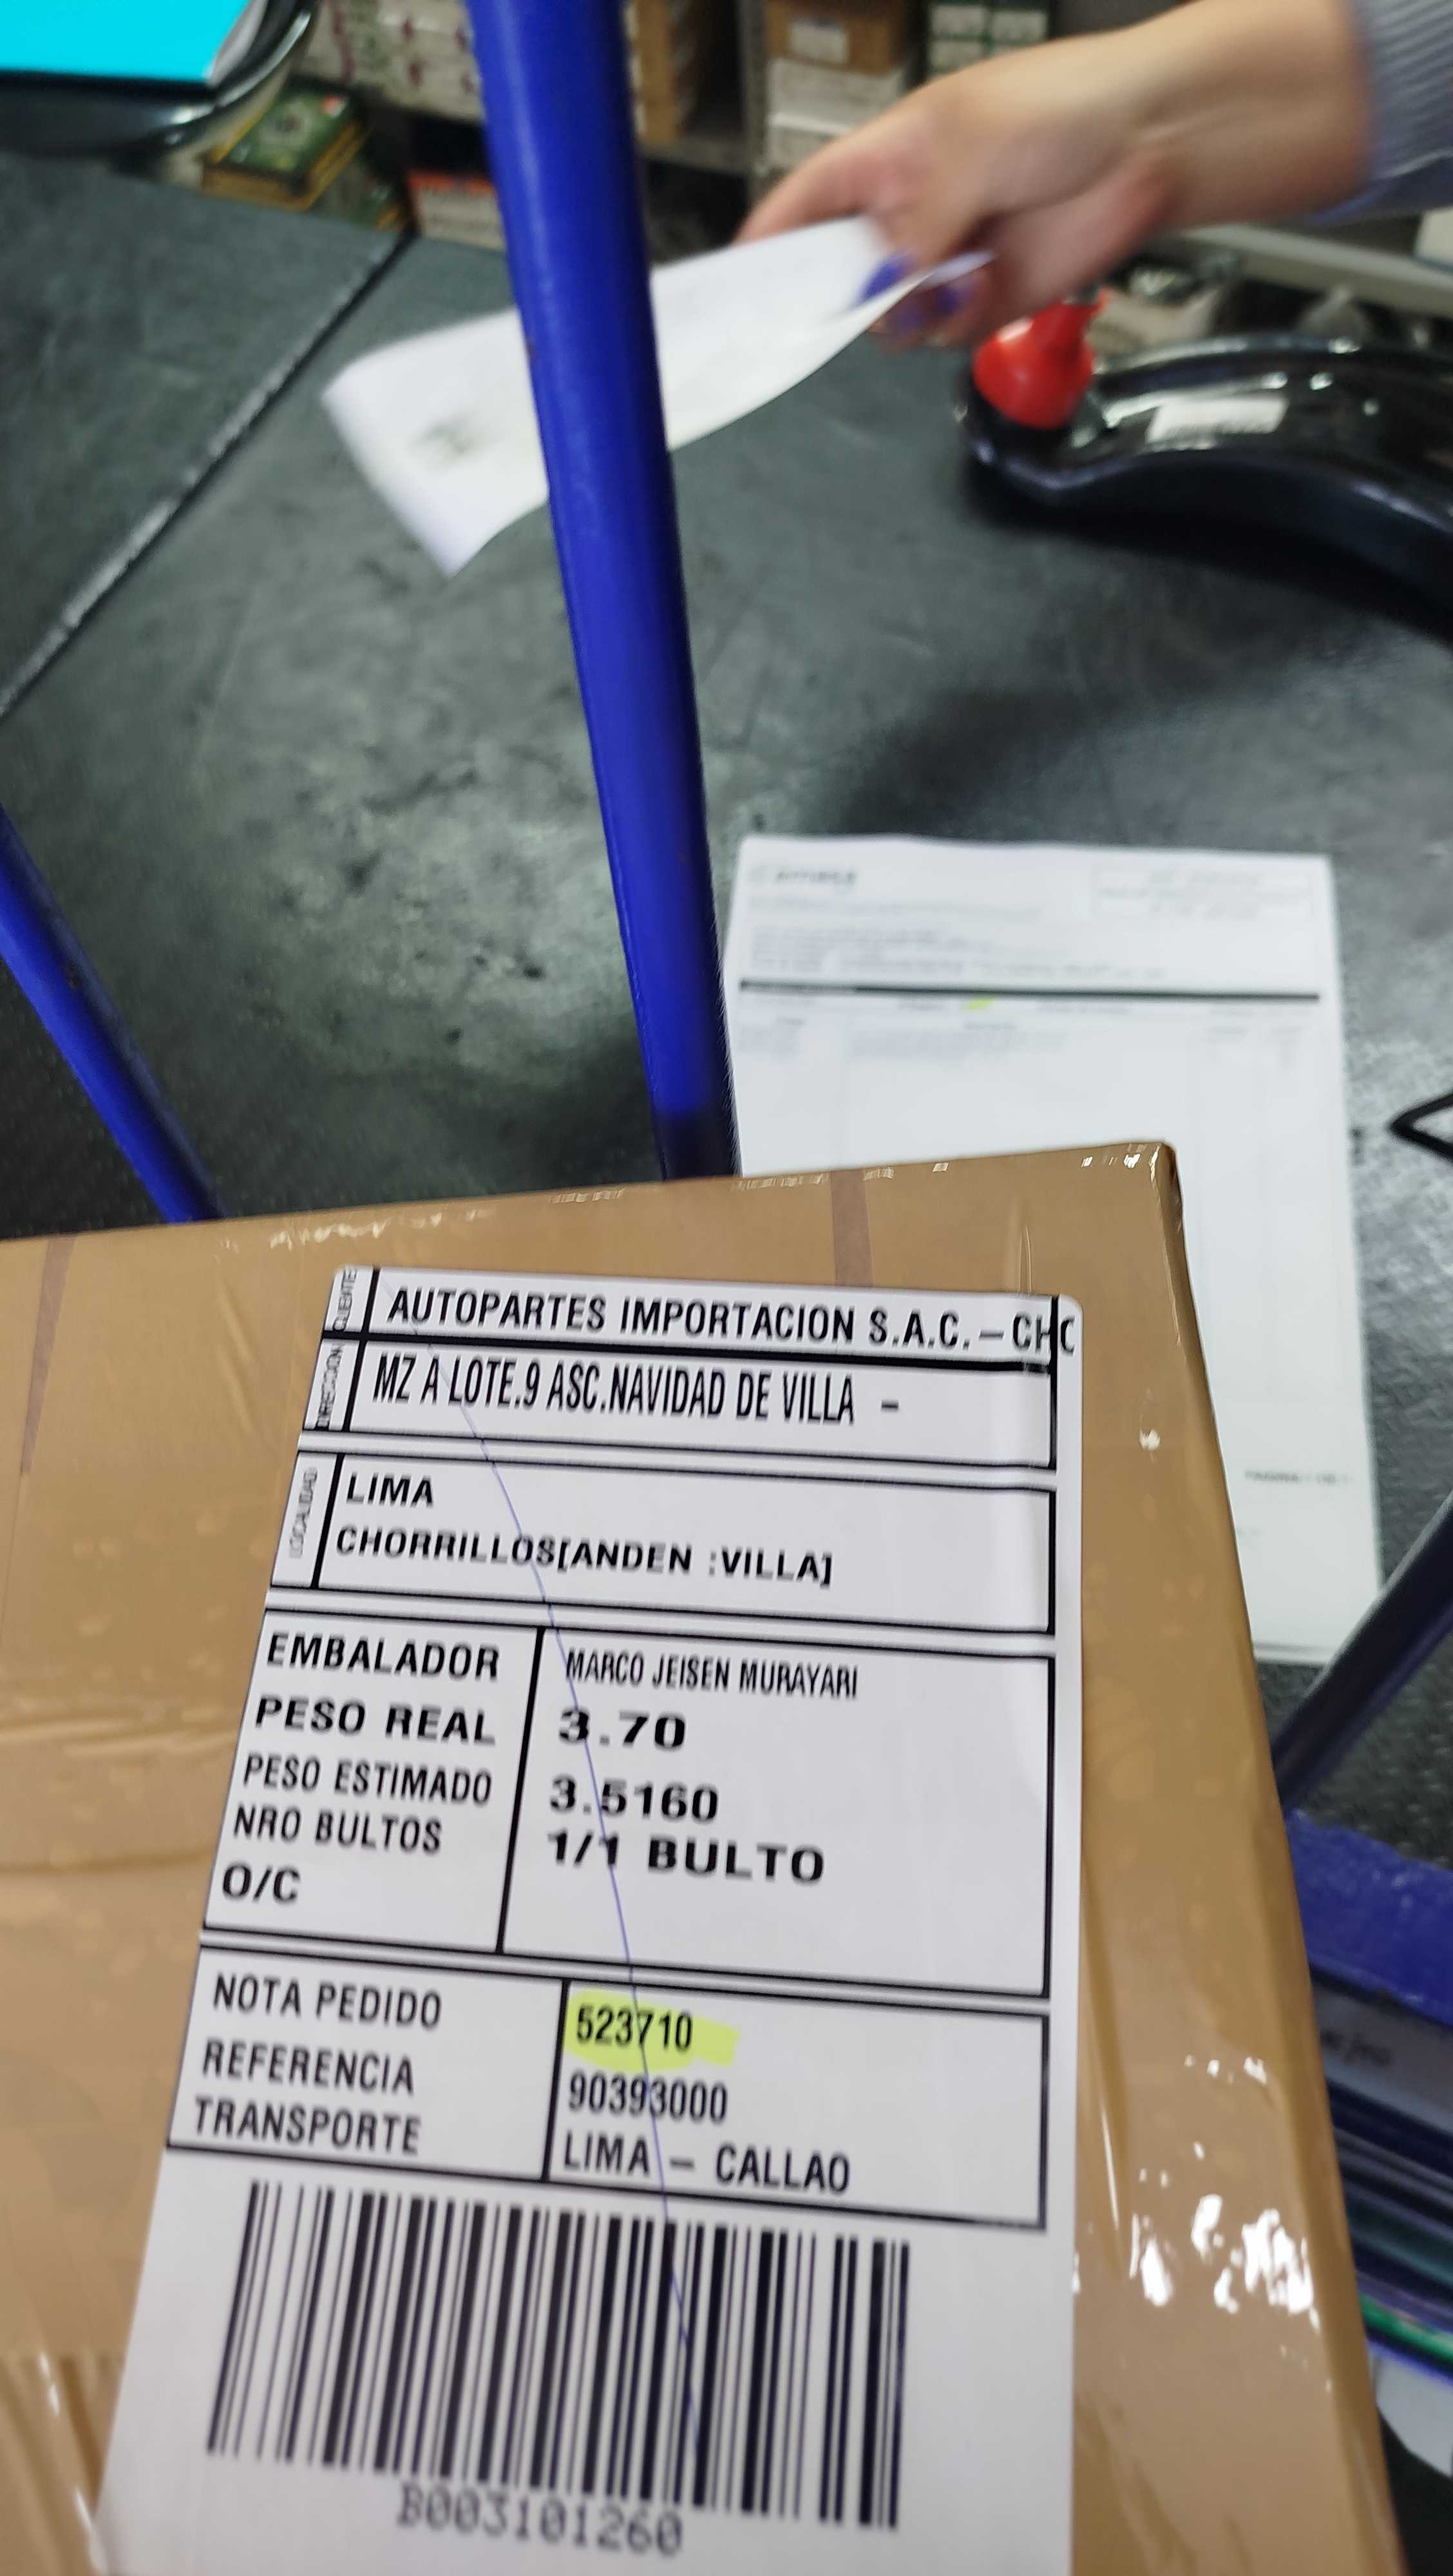 CLIENTE
AUTOPARTES IMPORTACION S.A.C. – CHO
DIRECCION
MZ A LOTE.9 ASC.NAVIDAD DE VILLA –
LOCALIDAD
LIMA
CHORRILLOS[ANDEN :VILLA]
EMBALADOR MARCO JEISEN MURAYARI
PESO REAL 3.70
PESO ESTIMADO 3.5160
NRO BULTOS 1/1 BULTO
O/C
NOTA PEDIDO 523710
REFERENCIA 90393000
TRANSPORTE LIMA – CALLAO
B003101260